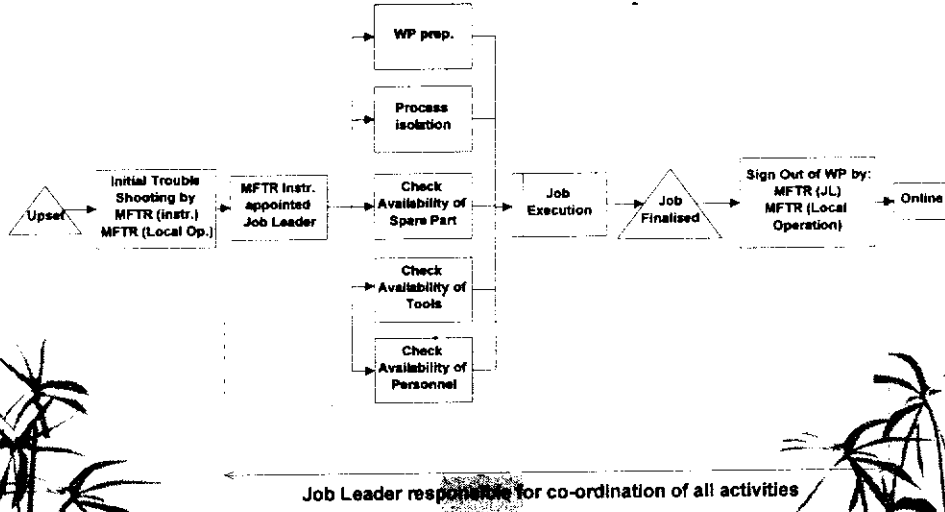 WP prep.
Process
isolation
Upset
Initial Trouble
Shooting by
MFTR (instr.)
MFTR (Local Op.)
MFTR Instr.
appointed
Job Leader
Check
Availability of
Spare Part
Check
Availability of
Tools
Check
Availability of
Personnel
Job
Execution
Job
Finalised
Sign Out of WP by:
MFTR (JL)
MFTR (Local
Operation)
Online
Job Leader responsible for co-ordination of all activities